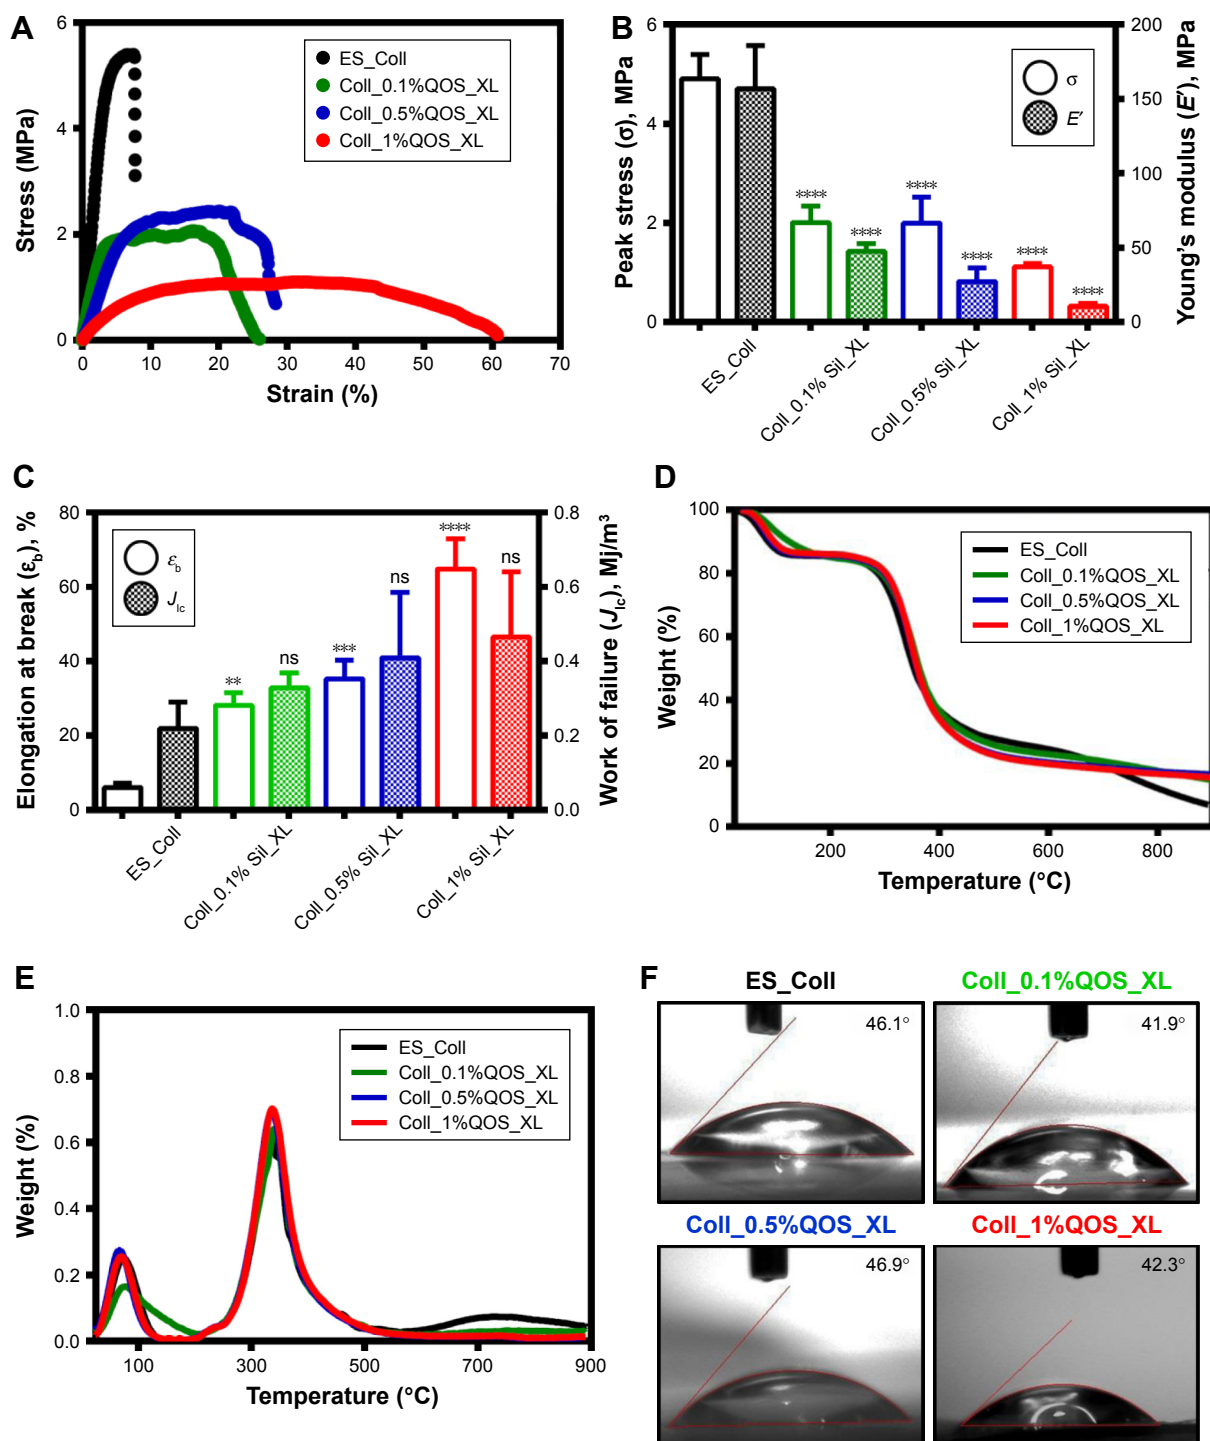 A
Stress (MPa)
6
4
2
0
0 10 20 30 40 50 60 70
Strain (%)
ES_Coll
Coll_0.1%QOS_XL
Coll_0.5%QOS_XL
Coll_1%QOS_XL
B
Peak stress (σ), MPa
6
4
2
0
200
150
100
50
0
Young's modulus (E′), MPa
σ
E′
**** **** **** **** **** ****
ES_Coll
Coll_0.1% Sil_XL
Coll_0.5% Sil_XL
Coll_1% Sil_XL
C
Elongation at break (εb), %
80
60
40
20
0
0.8
0.6
0.4
0.2
0.0
Work of failure (JIc), Mj/m³
εb
JIc
** ns *** ns **** ns
ES_Coll
Coll_0.1% Sil_XL
Coll_0.5% Sil_XL
Coll_1% Sil_XL
D
Weight (%)
100
80
60
40
20
0
200 400 600 800
Temperature (°C)
ES_Coll
Coll_0.1%QOS_XL
Coll_0.5%QOS_XL
Coll_1%QOS_XL
E
Weight (%)
1.0
0.8
0.6
0.4
0.2
0.0
100 300 500 700 900
Temperature (°C)
ES_Coll
Coll_0.1%QOS_XL
Coll_0.5%QOS_XL
Coll_1%QOS_XL
F
ES_Coll
46.1°
Coll_0.1%QOS_XL
41.9°
Coll_0.5%QOS_XL
46.9°
Coll_1%QOS_XL
42.3°